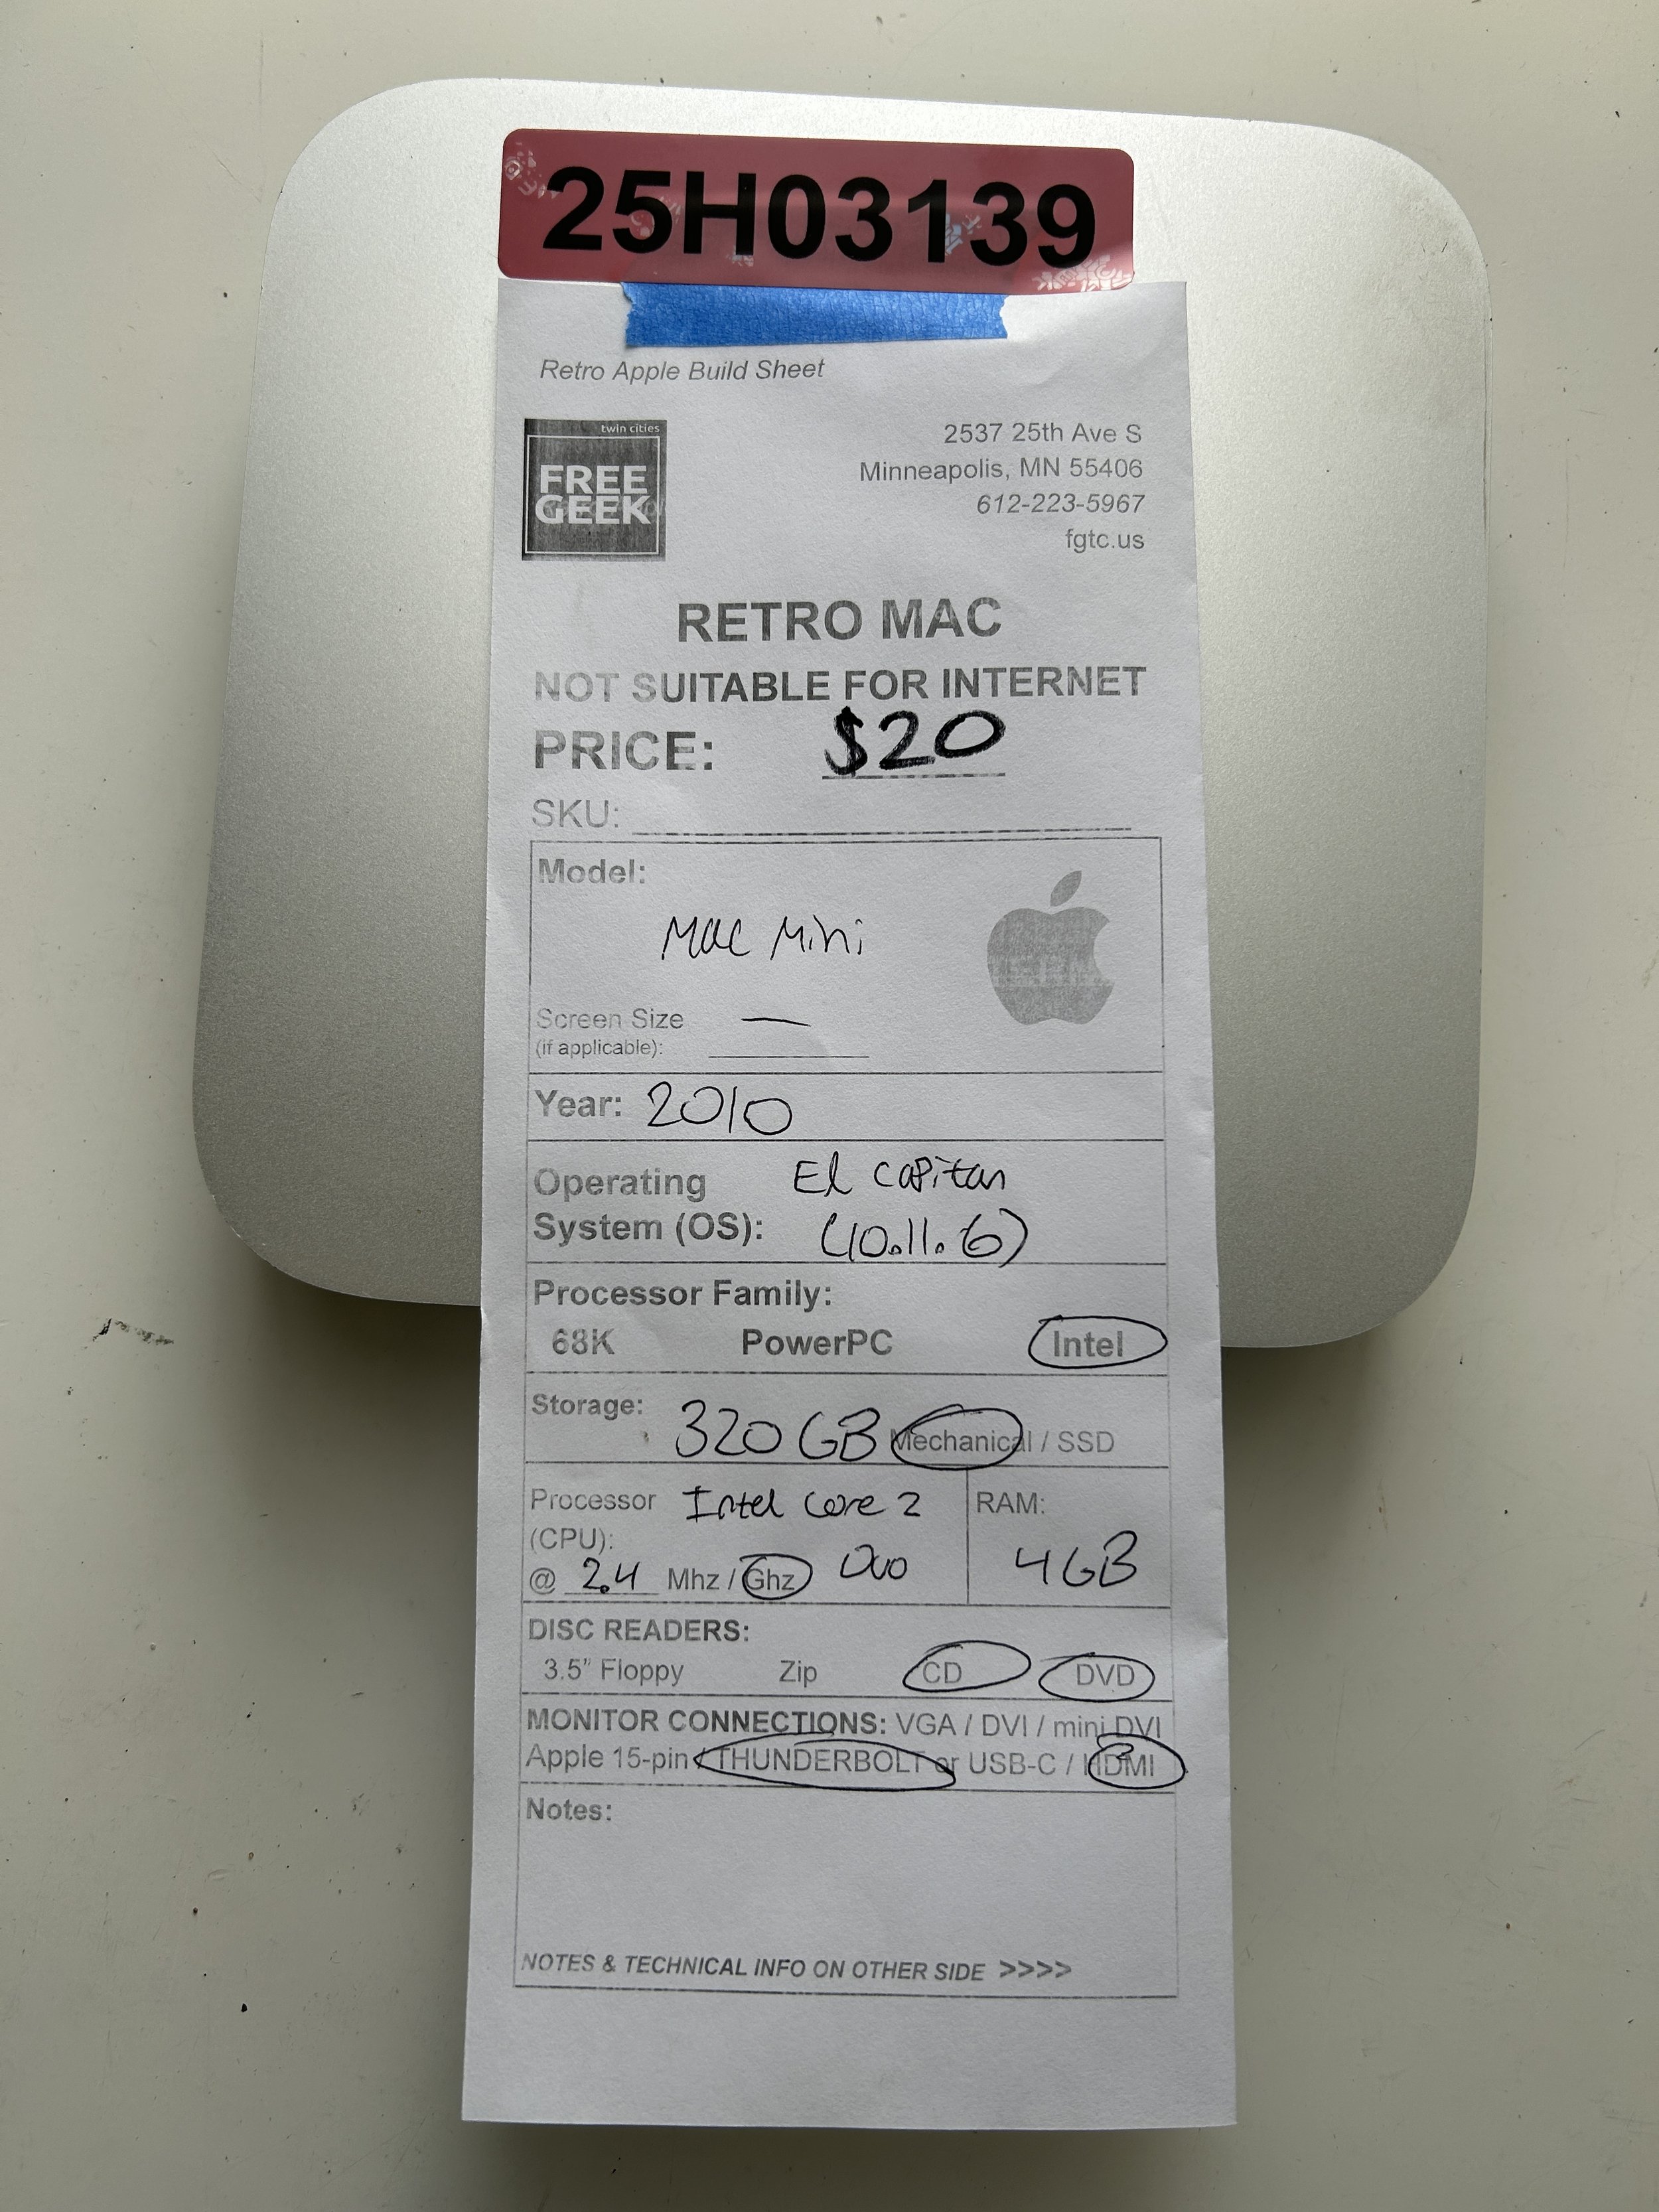 25H03139
Retro Apple Build Sheet
twin cities
FREE
GEEK
2537 25th Ave S
Minneapolis, MN 55406
612-223-5967
fgtc.us
RETRO MAC
NOT SUITABLE FOR INTERNET
PRICE: $20
SKU:
Model:
Mac Mini
Screen Size —
(if applicable):
Year: 2010
Operating El Capitan
System (OS): (10.11.6)
Processor Family:
68K PowerPC Intel
Storage: 320 GB Mechanical / SSD
Processor Intel Core 2
(CPU):
@ 2.4 Mhz / Ghz Duo
RAM:
4GB
DISC READERS:
3.5" Floppy Zip CD DVD
MONITOR CONNECTIONS: VGA / DVI / mini DVI
Apple 15-pin / THUNDERBOLT or USB-C / HDMI
Notes:
NOTES & TECHNICAL INFO ON OTHER SIDE >>>>